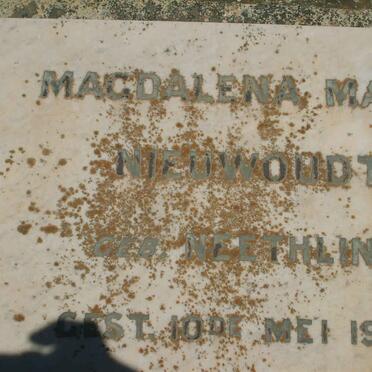 MAGDALENA MA
NIEUWOUDT
GEB. NEETHLIN
GEST. 10DE MEI 19